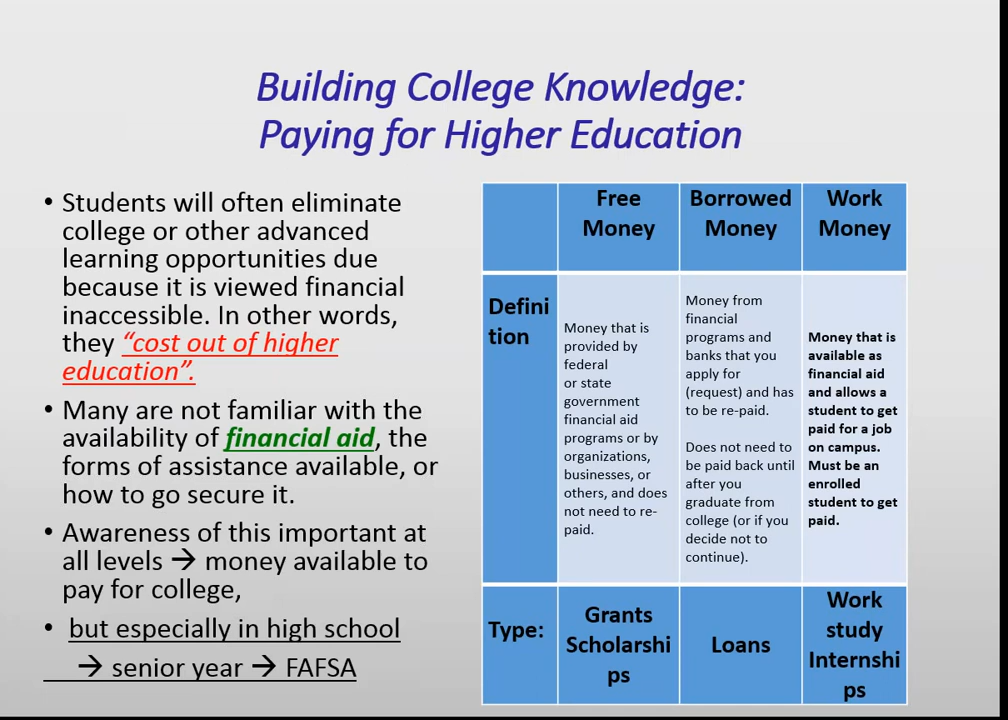 Building College Knowledge:
Paying for Higher Education
• Students will often eliminate
college or other advanced
learning opportunities due
because it is viewed financial
inaccessible. In other words,
they “cost out of higher
education”.
• Many are not familiar with the
availability of financial aid, the
forms of assistance available, or
how to go secure it.
• Awareness of this important at
all levels → money available to
pay for college,
• but especially in high school
→ senior year → FAFSA
Free
Money
Borrowed
Money
Work
Money
Defini
tion
Money that is
provided by
federal
or state
government
financial aid
programs or by
organizations,
businesses, or
others, and does
not need to re-
paid.
Money from
financial
programs and
banks that you
apply for
(request) and has
to be re-paid.
Does not need to
be paid back until
after you
graduate from
college (or if you
decide not to
continue).
Money that is
available as
financial aid
and allows a
student to get
paid for a job
on campus.
Must be an
enrolled
student to get
paid.
Type:
Grants
Scholarshi
ps
Loans
Work
study
Internshi
ps